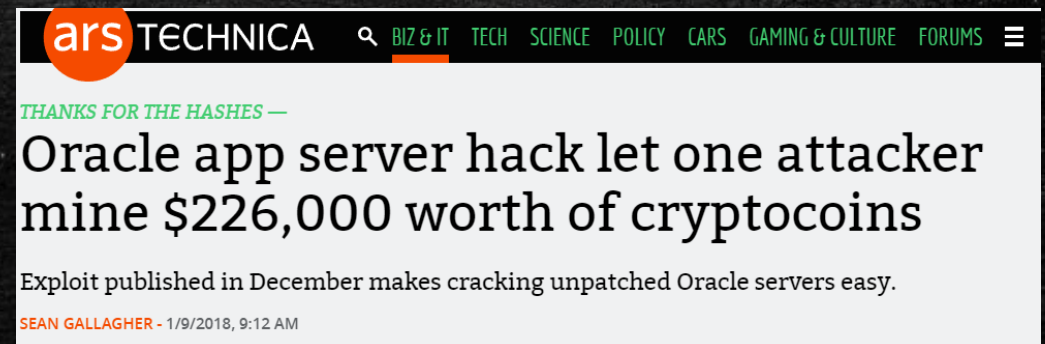 ars TECHNICA BIZ & IT TECH SCIENCE POLICY CARS GAMING & CULTURE FORUMS
THANKS FOR THE HASHES —
Oracle app server hack let one attacker
mine $226,000 worth of cryptocoins
Exploit published in December makes cracking unpatched Oracle servers easy.
SEAN GALLAGHER - 1/9/2018, 9:12 AM